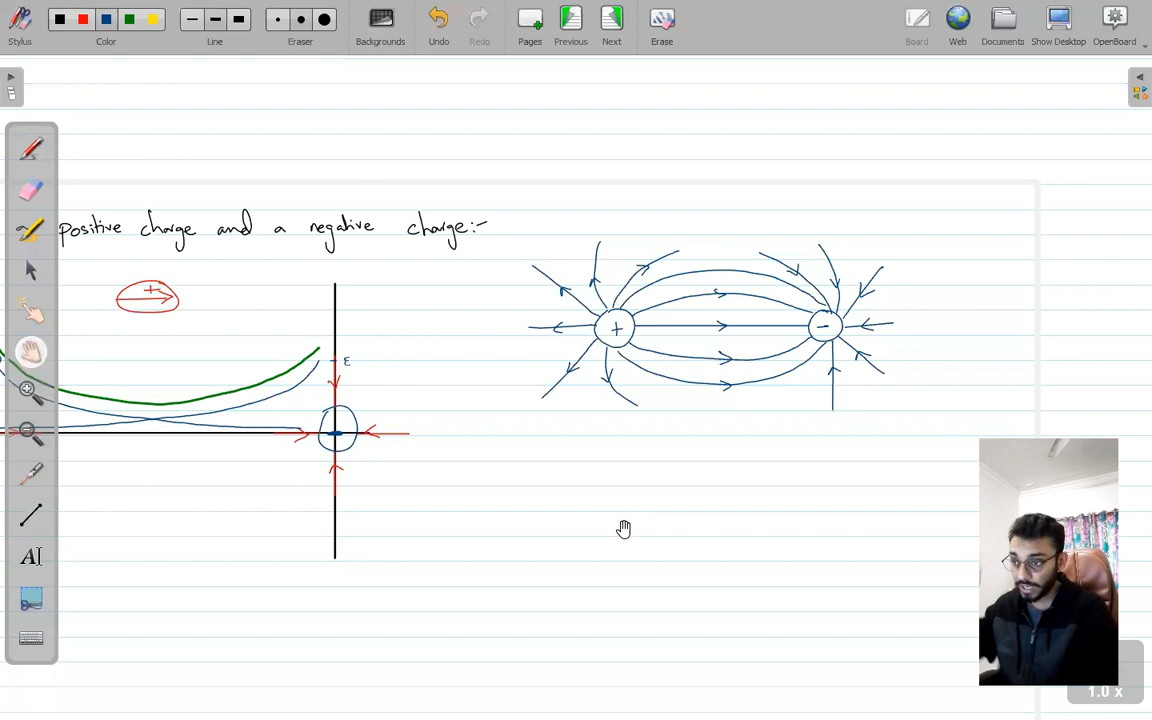 Stylus
Color
Line
Eraser
Backgrounds
Undo
Redo
Pages
Previous
Next
Erase
Board
Web
Documents
Show Desktop
OpenBoard
positive charge and a negative charge:-
+
E
+
-
A
1.0 x